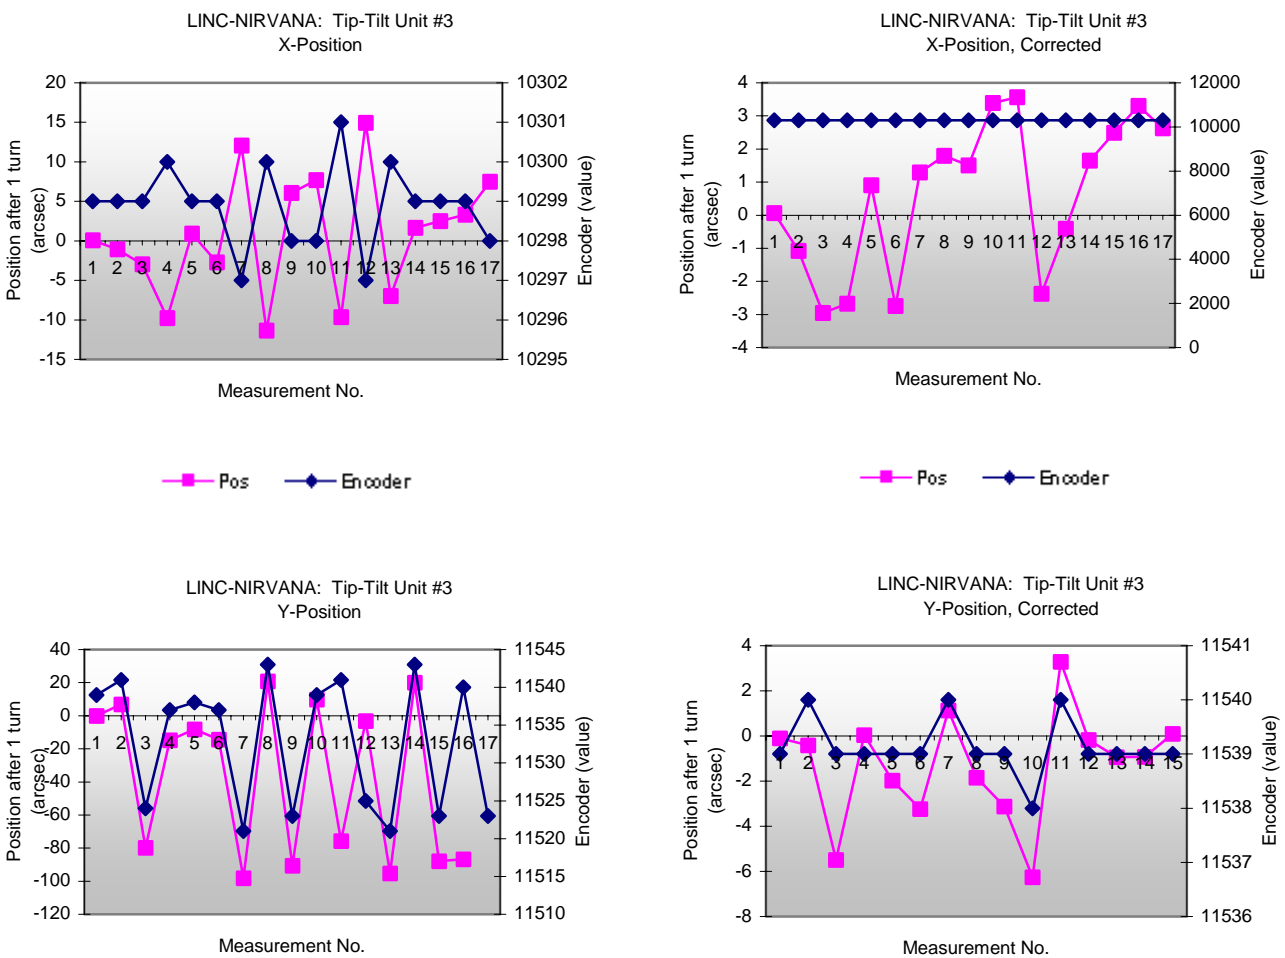 LINC-NIRVANA: Tip-Tilt Unit #3
X-Position
20
15
10
5
0
-5
-10
-15
10302
10301
10300
10299
10298
10297
10296
10295
1 2 3 4 5 6 7 8 9 10 11 12 13 14 15 16 17
Position after 1 turn
(arcsec)
Encoder (value)
Measurement No.
Pos Encoder
LINC-NIRVANA: Tip-Tilt Unit #3
X-Position, Corrected
4
3
2
1
0
-1
-2
-3
-4
12000
10000
8000
6000
4000
2000
0
1 2 3 4 5 6 7 8 9 10 11 12 13 14 15 16 17
Position after 1 turn
(arcsec)
Encoder (value)
Measurement No.
Pos Encoder
LINC-NIRVANA: Tip-Tilt Unit #3
Y-Position
40
20
0
-20
-40
-60
-80
-100
-120
11545
11540
11535
11530
11525
11520
11515
11510
1 2 3 4 5 6 7 8 9 10 11 12 13 14 15 16 17
Position after 1 turn
(arcsec)
Encoder (value)
Measurement No.
LINC-NIRVANA: Tip-Tilt Unit #3
Y-Position, Corrected
4
2
0
-2
-4
-6
-8
11541
11540
11539
11538
11537
11536
1 2 3 4 5 6 7 8 9 10 11 12 13 14 15
Position after 1 turn
(arcsec)
Encoder (value)
Measurement No.